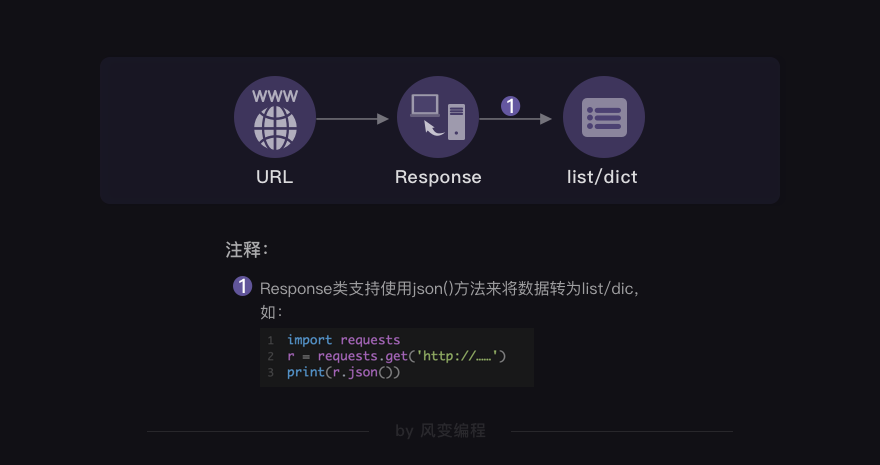 WWW
1
URL
Response
list/dict
注释：
1 Response类支持使用json()方法来将数据转为list/dic，
如：
1 import requests
2 r = requests.get('http://……')
3 print(r.json())
by 风变编程